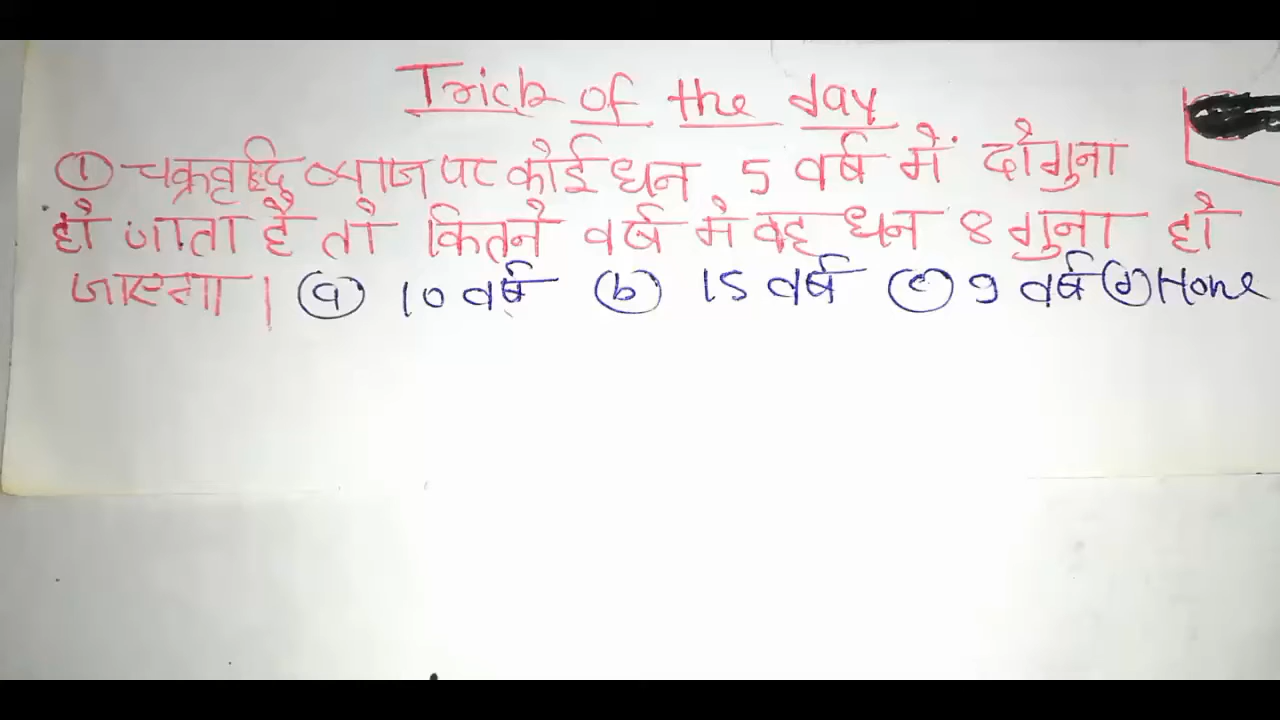 Trick of the day
① चक्रवृद्धि ब्याज पर कोई धन 5 वर्ष में दोगुना
हो जाता है तो कितने वर्ष मे वह धन 8 गुना हो
जाएगा। ⓐ 10 वर्ष ⓑ 15 वर्ष ⓒ 9 वर्ष ⓓ None